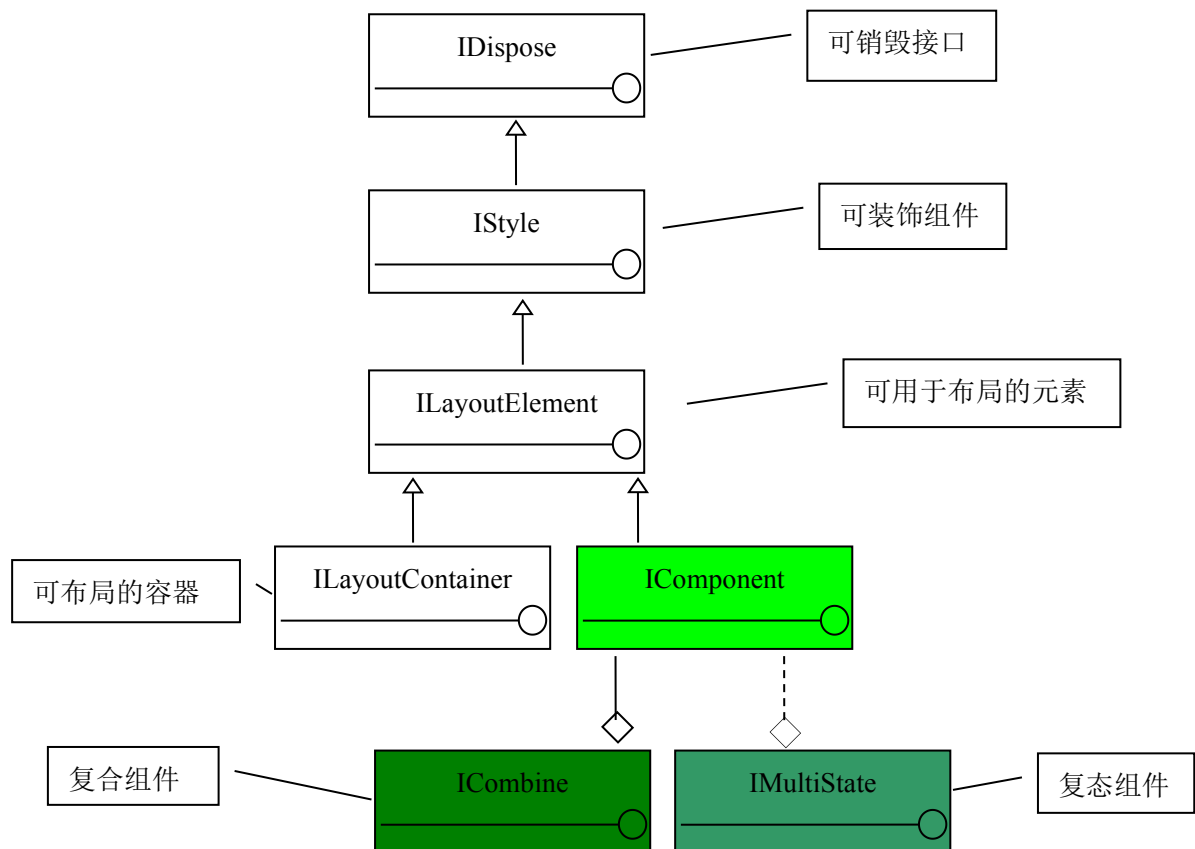 IDispose
可销毁接口
IStyle
可装饰组件
ILayoutElement
可用于布局的元素
ILayoutContainer
IComponent
可布局的容器
复合组件
ICombine
IMultiState
复态组件